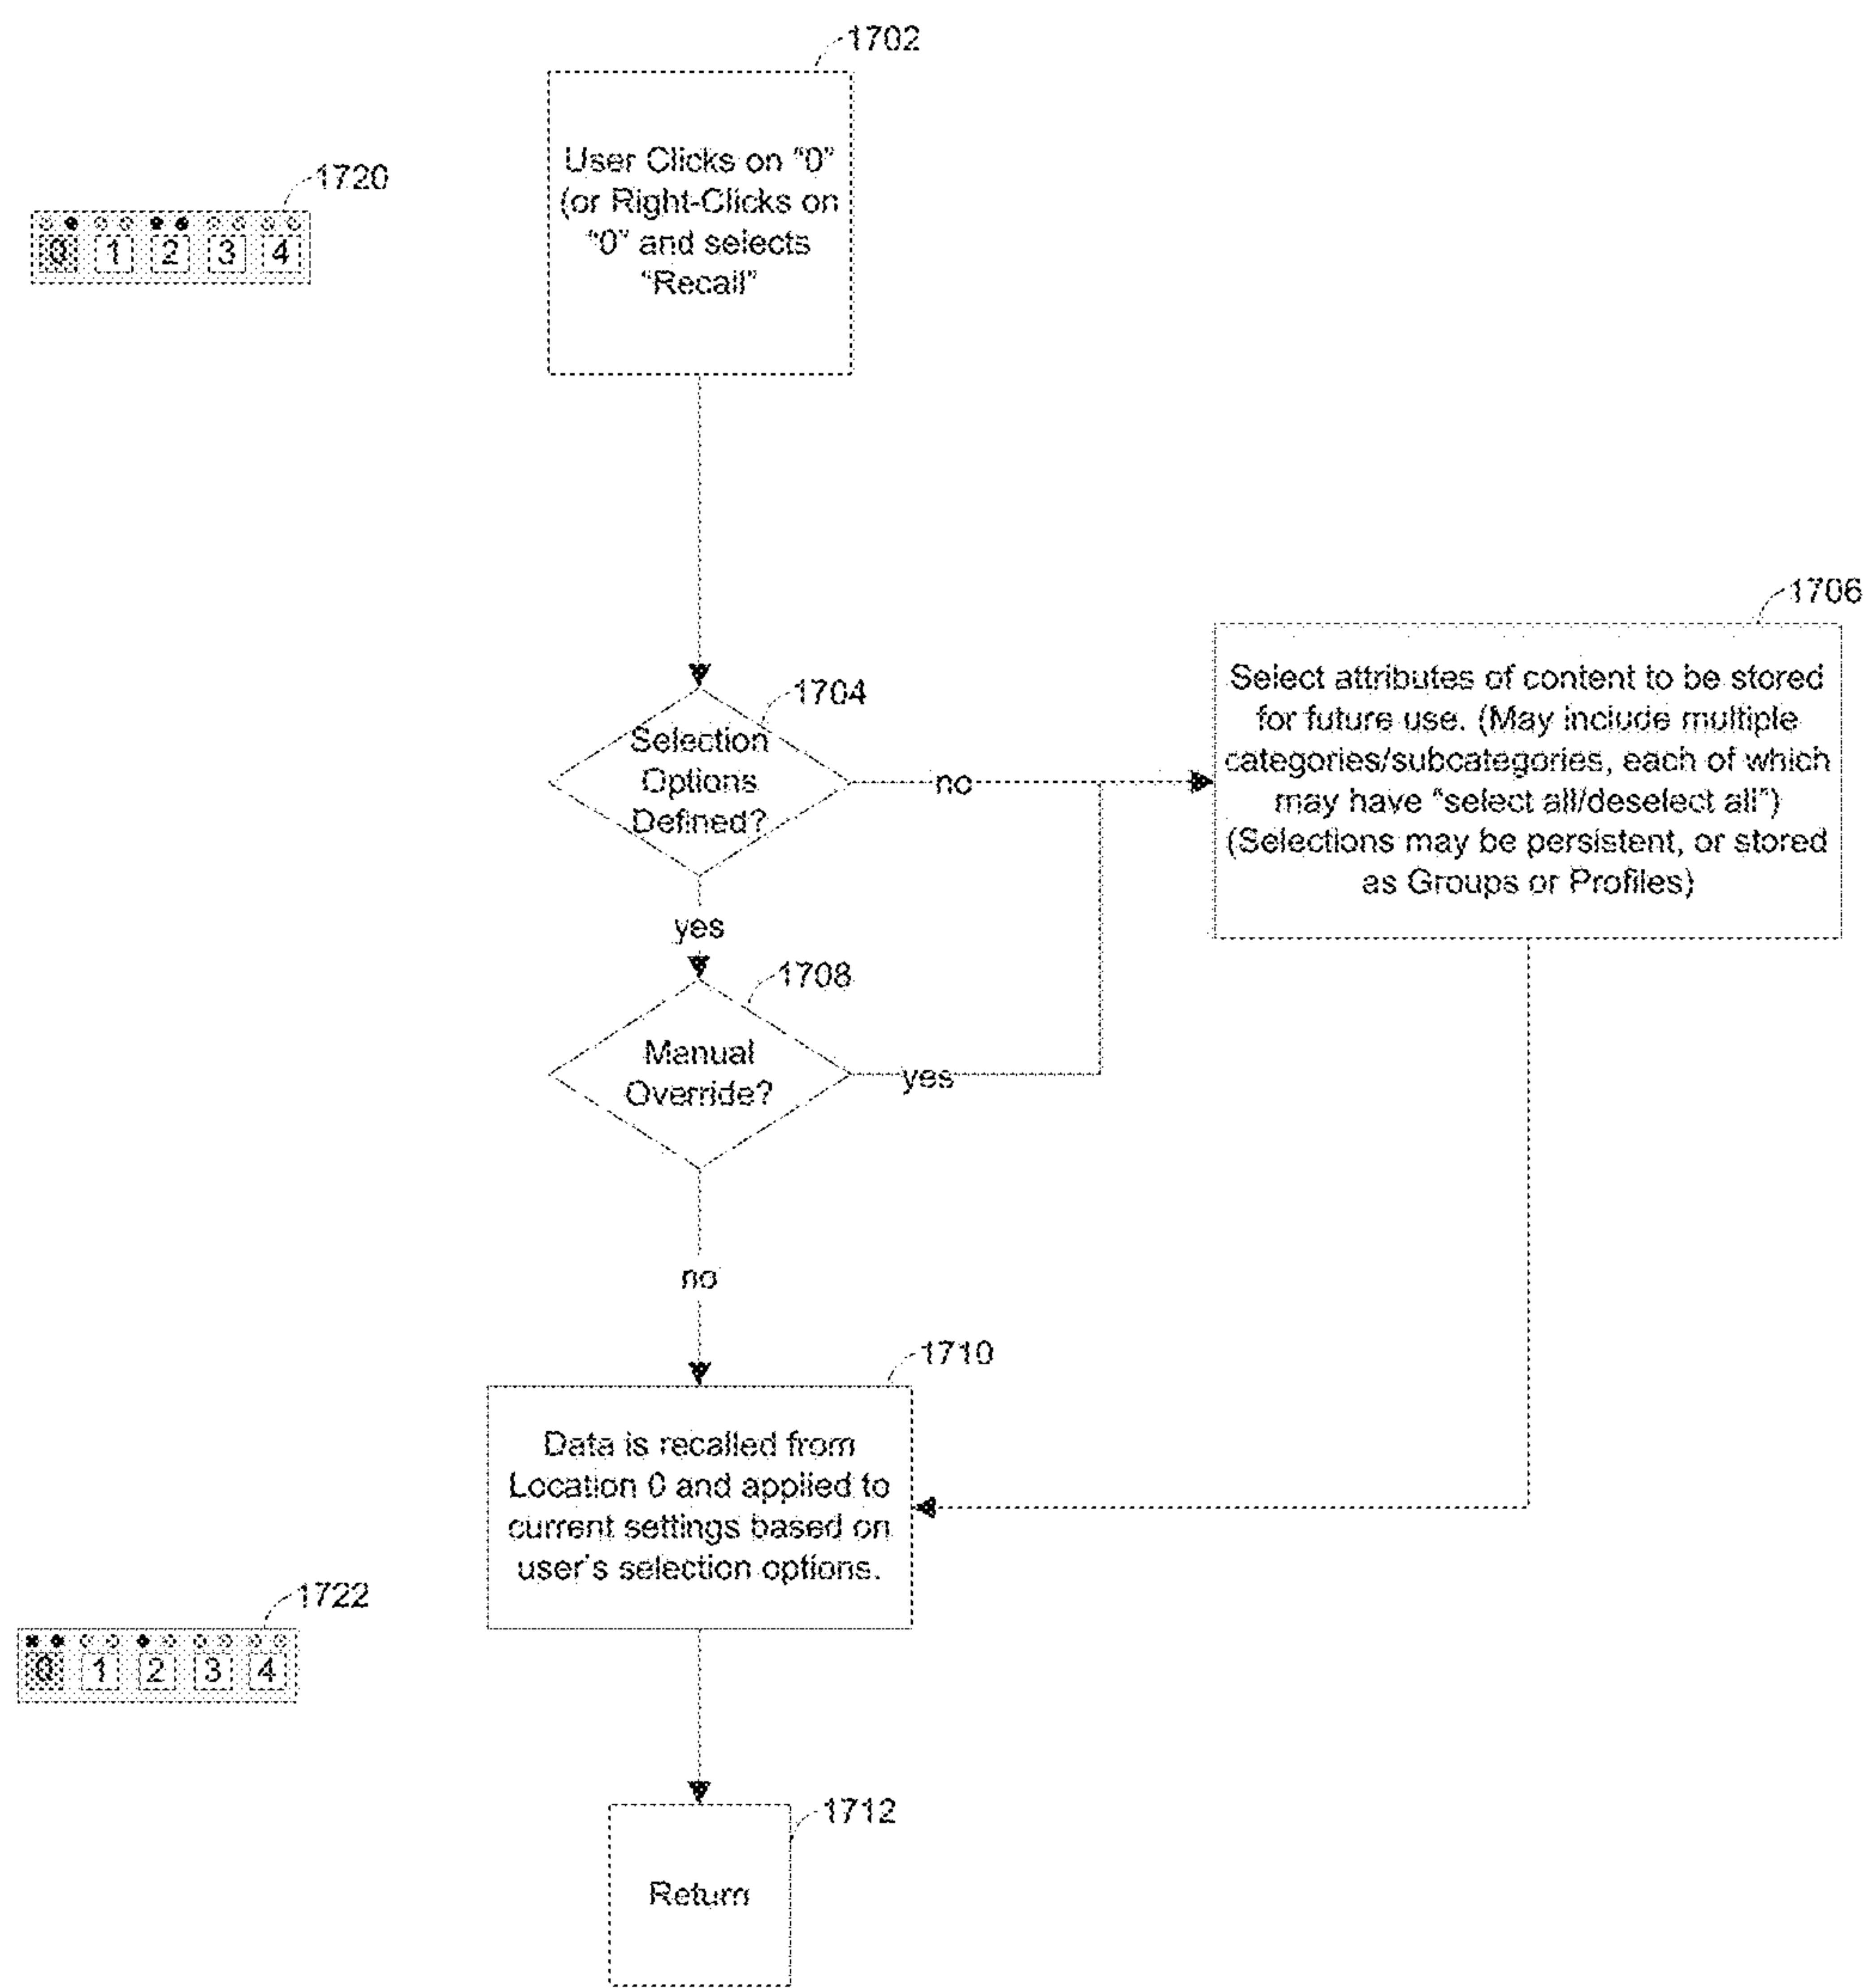 1702
User Clicks on "0"
(or Right-Clicks on
"0" and selects
"Recall"
1720
0 1 2 3 4
1706
Select attributes of content to be stored
for future use. (May include multiple
categories/subcategories, each of which
may have "select all/deselect all")
(Selections may be persistent, or stored
as Groups or Profiles)
1704
Selection
Options
Defined?
no
yes
1708
Manual
Override?
yes
no
1710
Data is recalled from
Location 0 and applied to
current settings based on
user's selection options.
1722
0 1 2 3 4
1712
Return